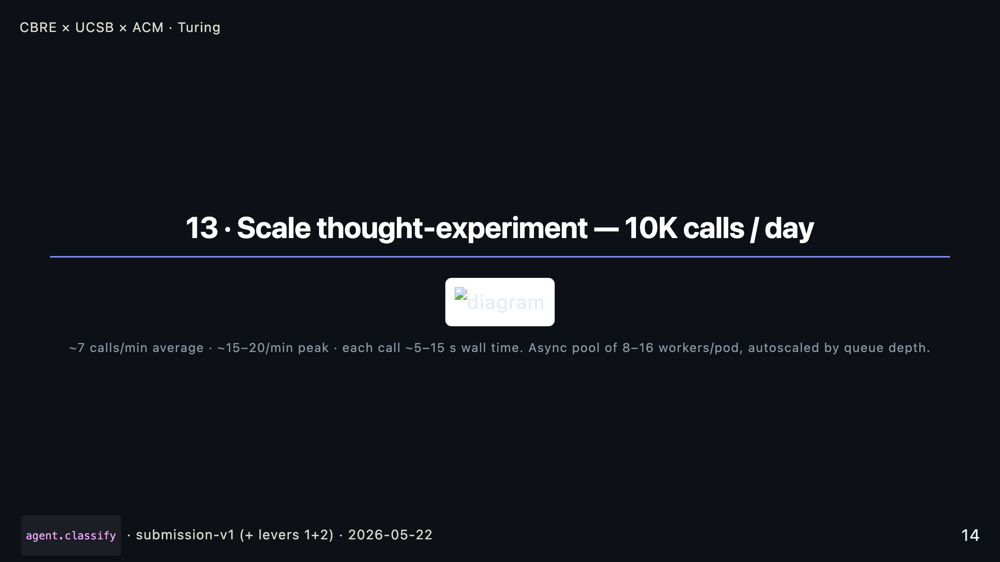 CBRE × UCSB × ACM · Turing
13 · Scale thought-experiment — 10K calls / day
diagram
~7 calls/min average · ~15–20/min peak · each call ~5–15 s wall time. Async pool of 8–16 workers/pod, autoscaled by queue depth.
agent.classify · submission-v1 (+ levers 1+2) · 2026-05-22
14